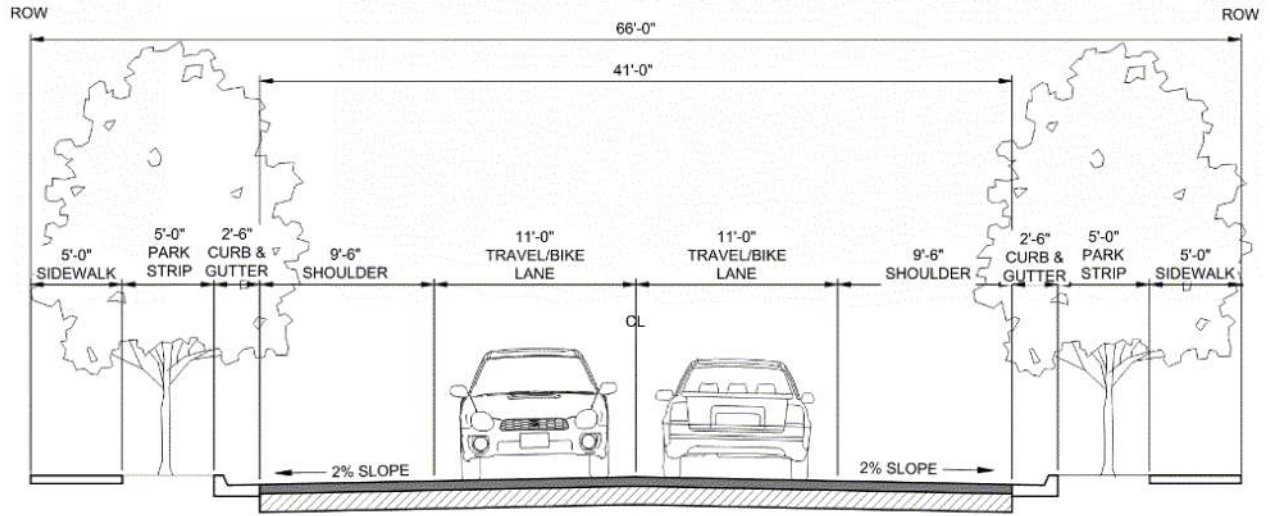 ROW
ROW
66'-0"
41'-0"
5'-0"
SIDEWALK
5'-0"
PARK
STRIP
2'-6"
CURB &
GUTTER
9'-6"
SHOULDER
11'-0"
TRAVEL/BIKE
LANE
11'-0"
TRAVEL/BIKE
LANE
9'-6"
SHOULDER
2'-6"
CURB &
GUTTER
5'-0"
PARK
STRIP
5'-0"
SIDEWALK
CL
2% SLOPE
2% SLOPE